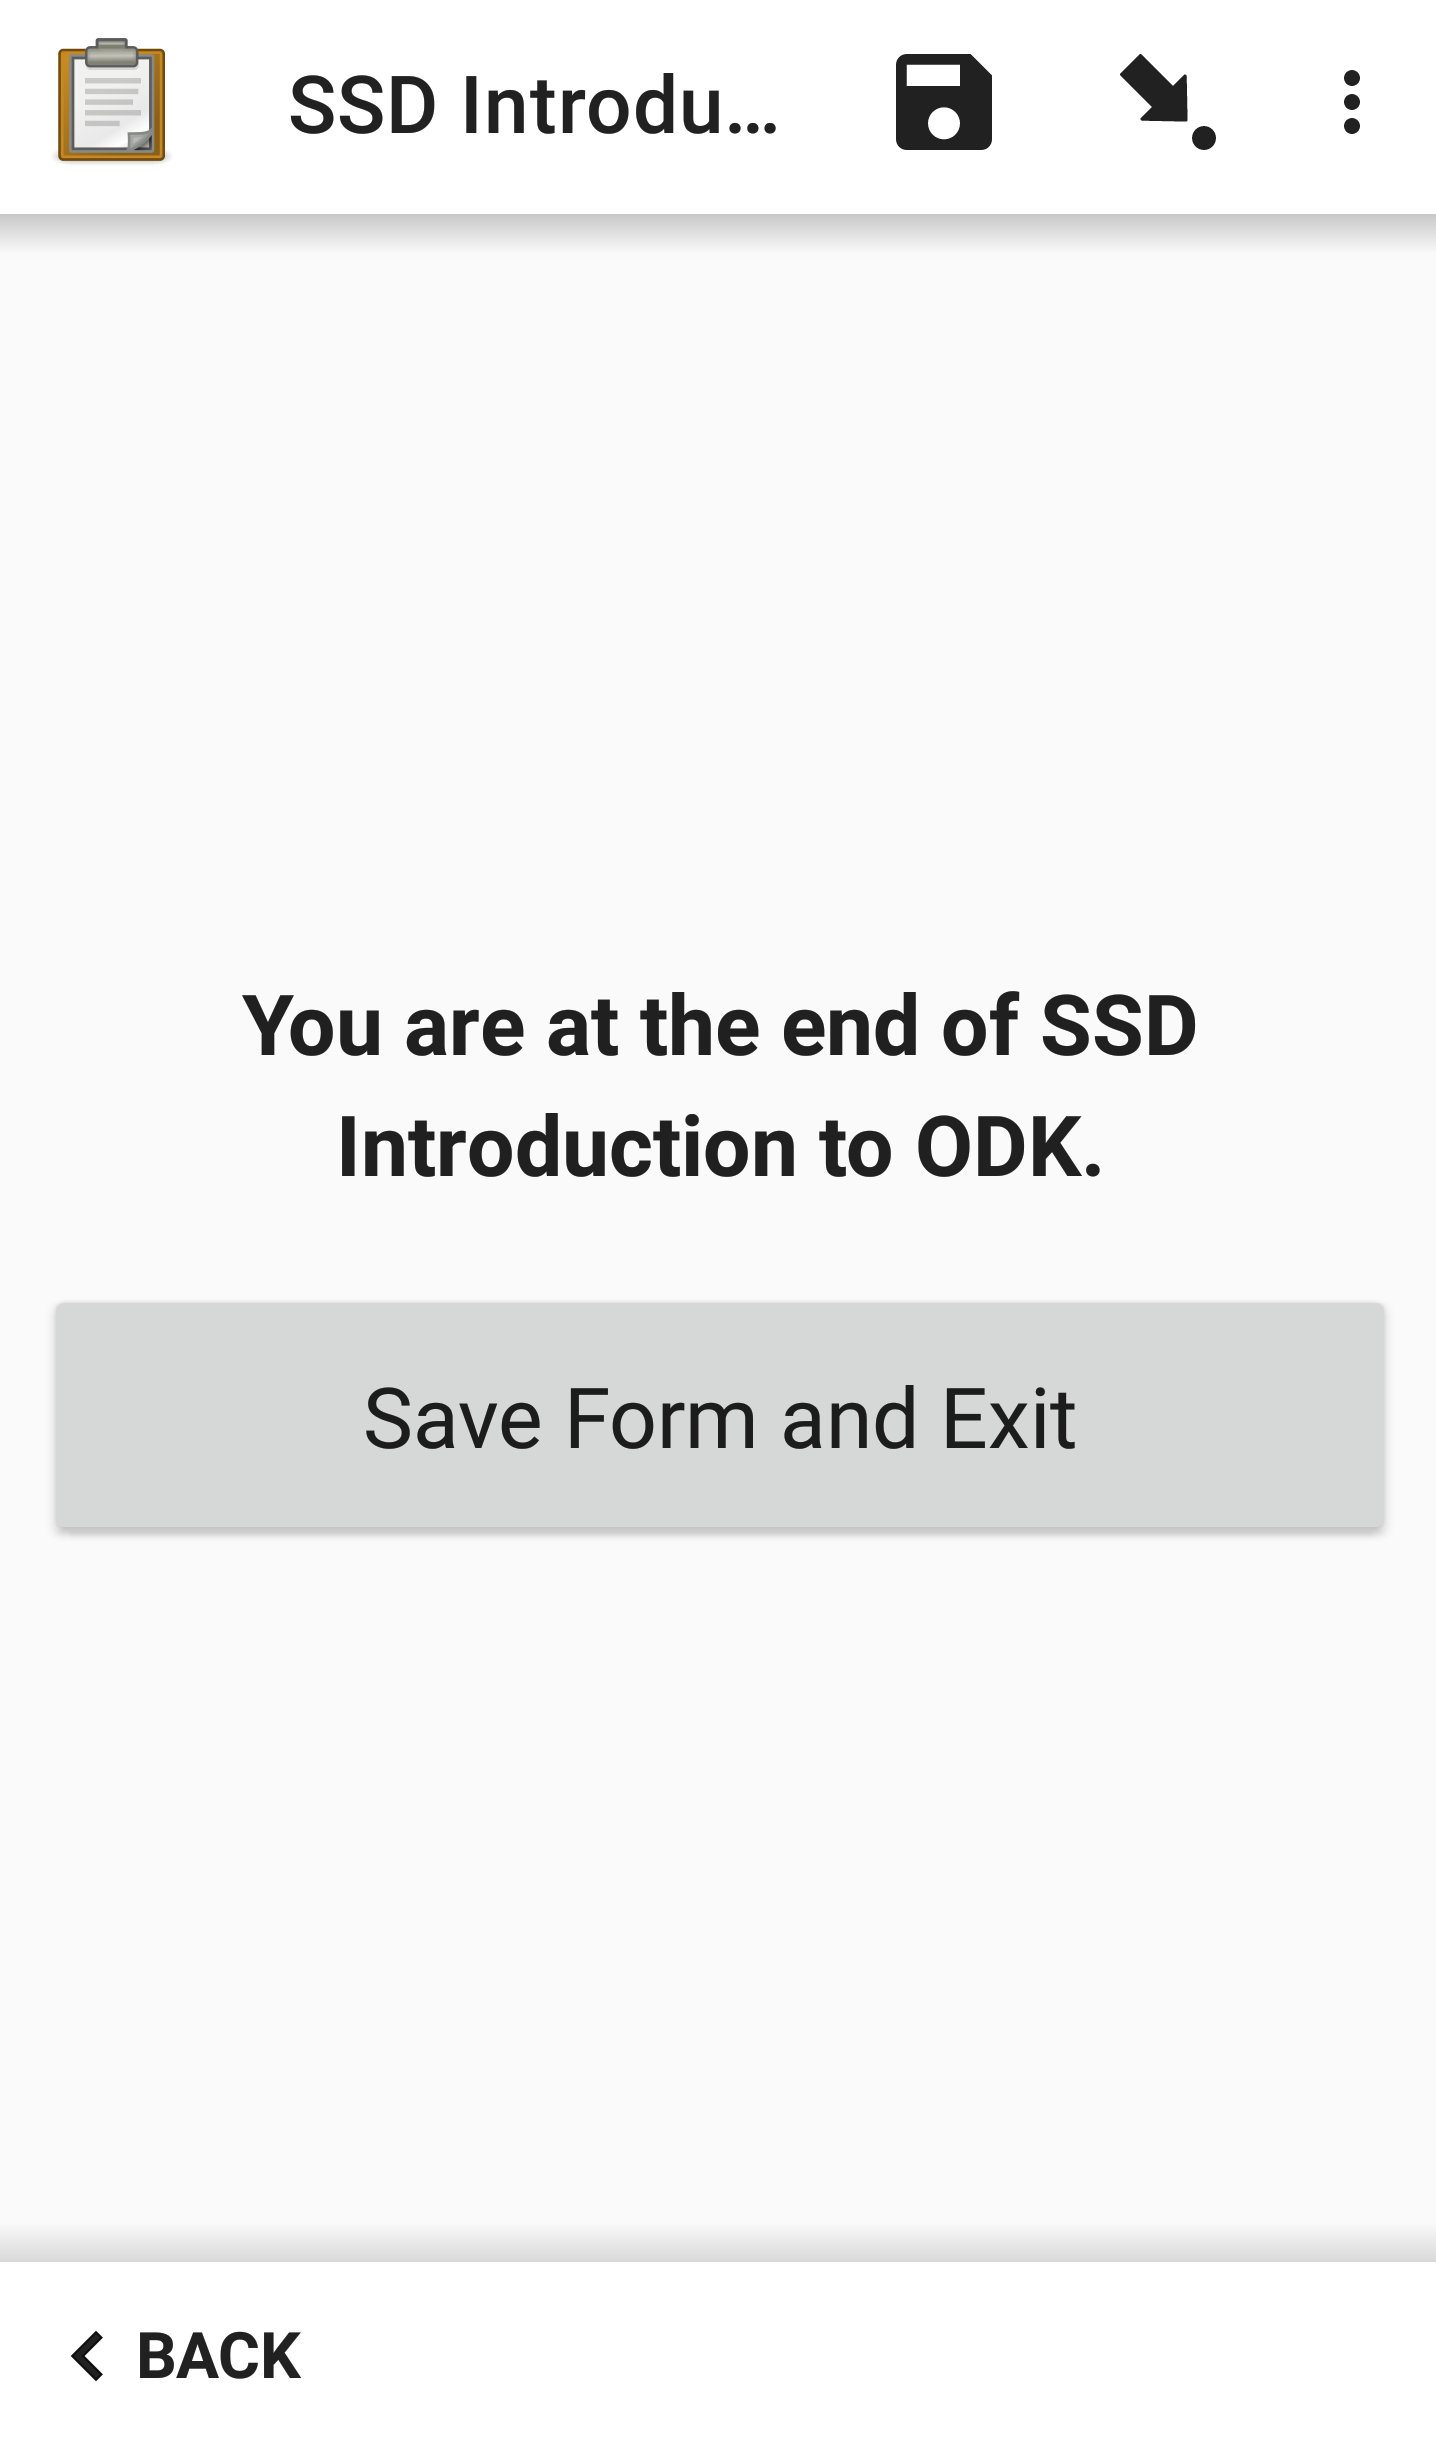 SSD Introdu...
You are at the end of SSD
Introduction to ODK.
Save Form and Exit
BACK